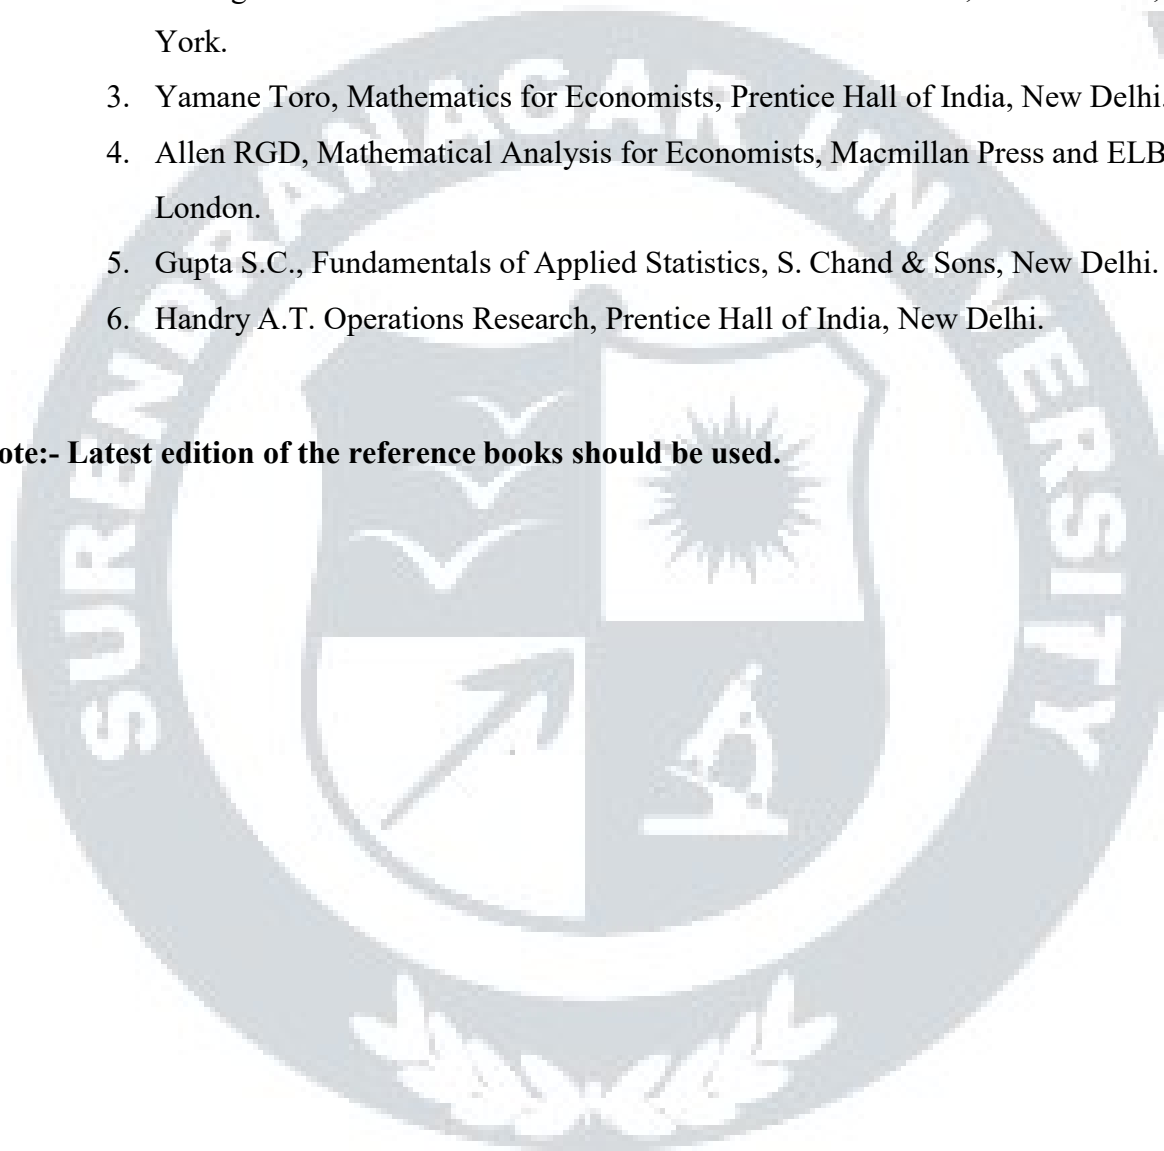 York.
3. Yamane Toro, Mathematics for Economists, Prentice Hall of India, New Delhi.
4. Allen RGD, Mathematical Analysis for Economists, Macmillan Press and ELB
London.
5. Gupta S.C., Fundamentals of Applied Statistics, S. Chand & Sons, New Delhi.
6. Handry A.T. Operations Research, Prentice Hall of India, New Delhi.
ote:- Latest edition of the reference books should be used.
SURENDRANAGAR UNIVERSITY